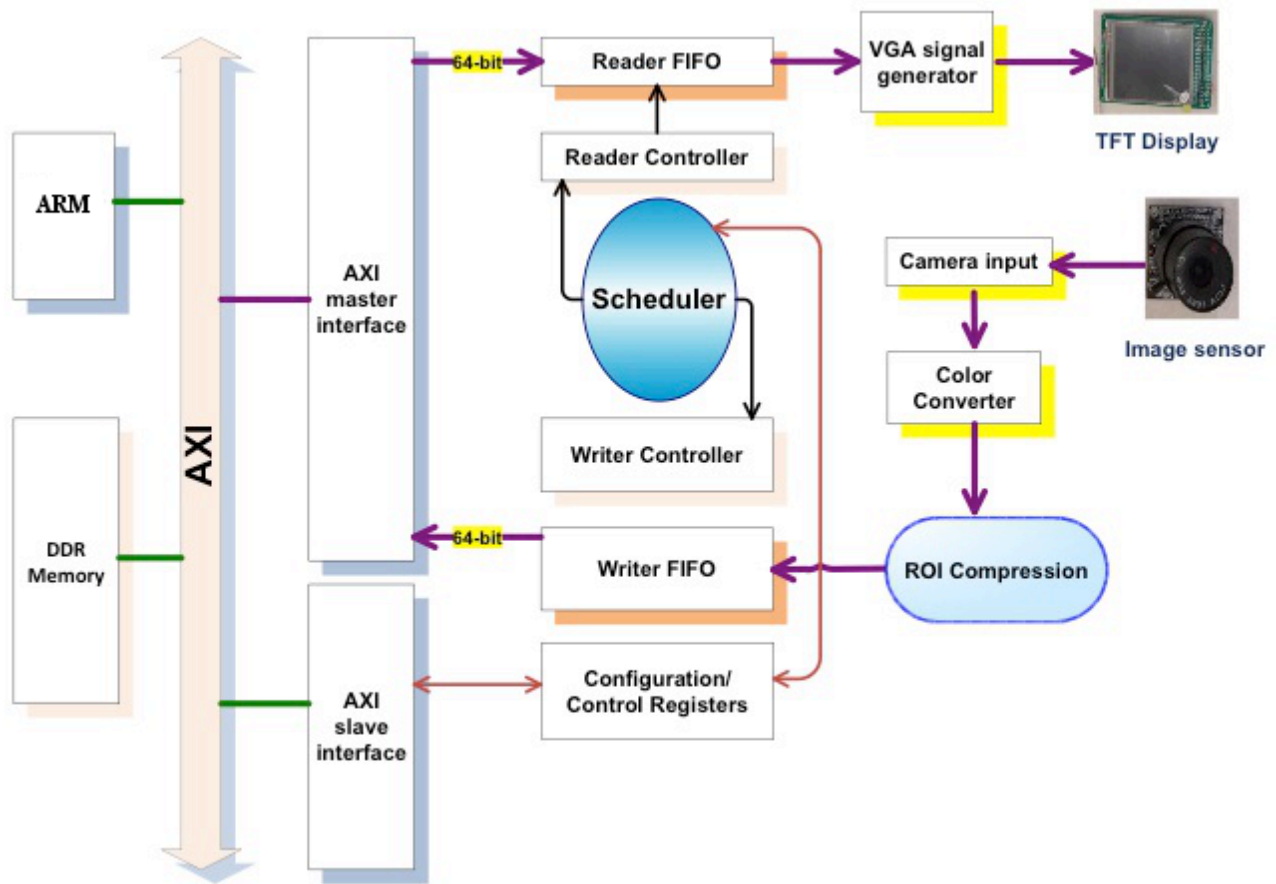 64-bit
Reader FIFO
VGA signal
generator
TFT Display
Reader Controller
ARM
AXI
master
interface
Scheduler
Camera input
Image sensor
Color
Converter
AXI
Writer Controller
DDR
Memory
64-bit
Writer FIFO
ROI Compression
Configuration/
Control Registers
AXI
slave
interface